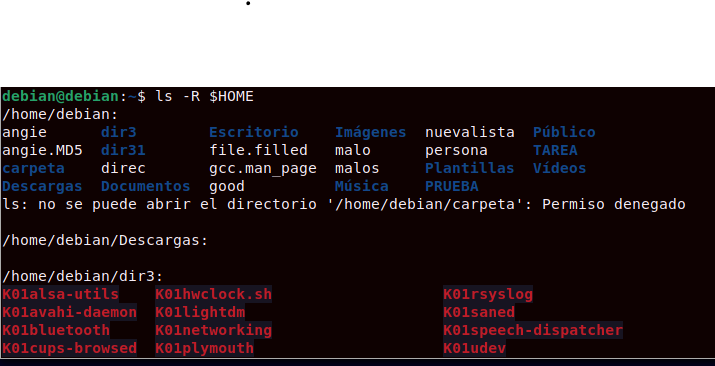 debian@debian:~$ ls -R $HOME
/home/debian:
angie dir3 Escritorio Imágenes nuevalista Público
angie.MD5 dir31 file.filled malo persona TAREA
carpeta direc gcc.man_page malos Plantillas Vídeos
Descargas Documentos good Música PRUEBA
ls: no se puede abrir el directorio '/home/debian/carpeta': Permiso denegado
/home/debian/Descargas:
/home/debian/dir3:
K01alsa-utils K01hwclock.sh K01rsyslog
K01avahi-daemon K01lightdm K01saned
K01bluetooth K01networking K01speech-dispatcher
K01cups-browsed K01plymouth K01udev